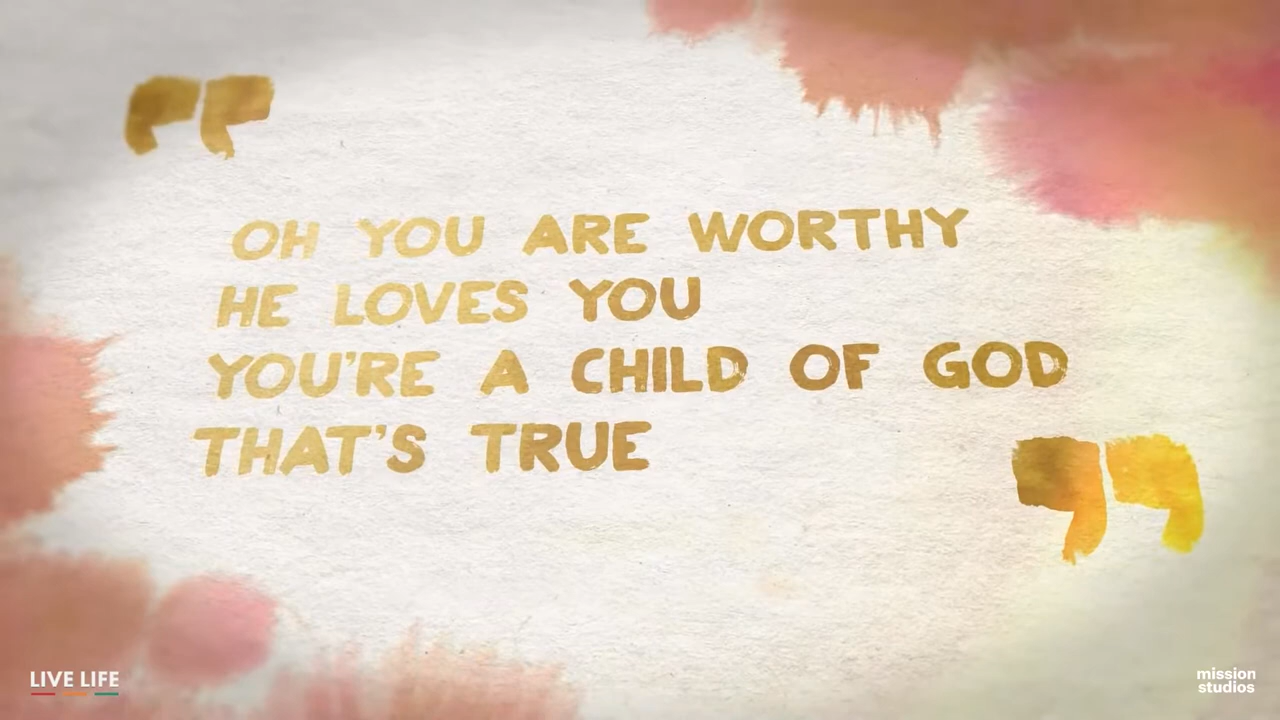 OH YOU ARE WORTHY
HE LOVES YOU
YOU'RE A CHILD OF GOD
THAT'S TRUE
LIVE LIFE
mission
studios